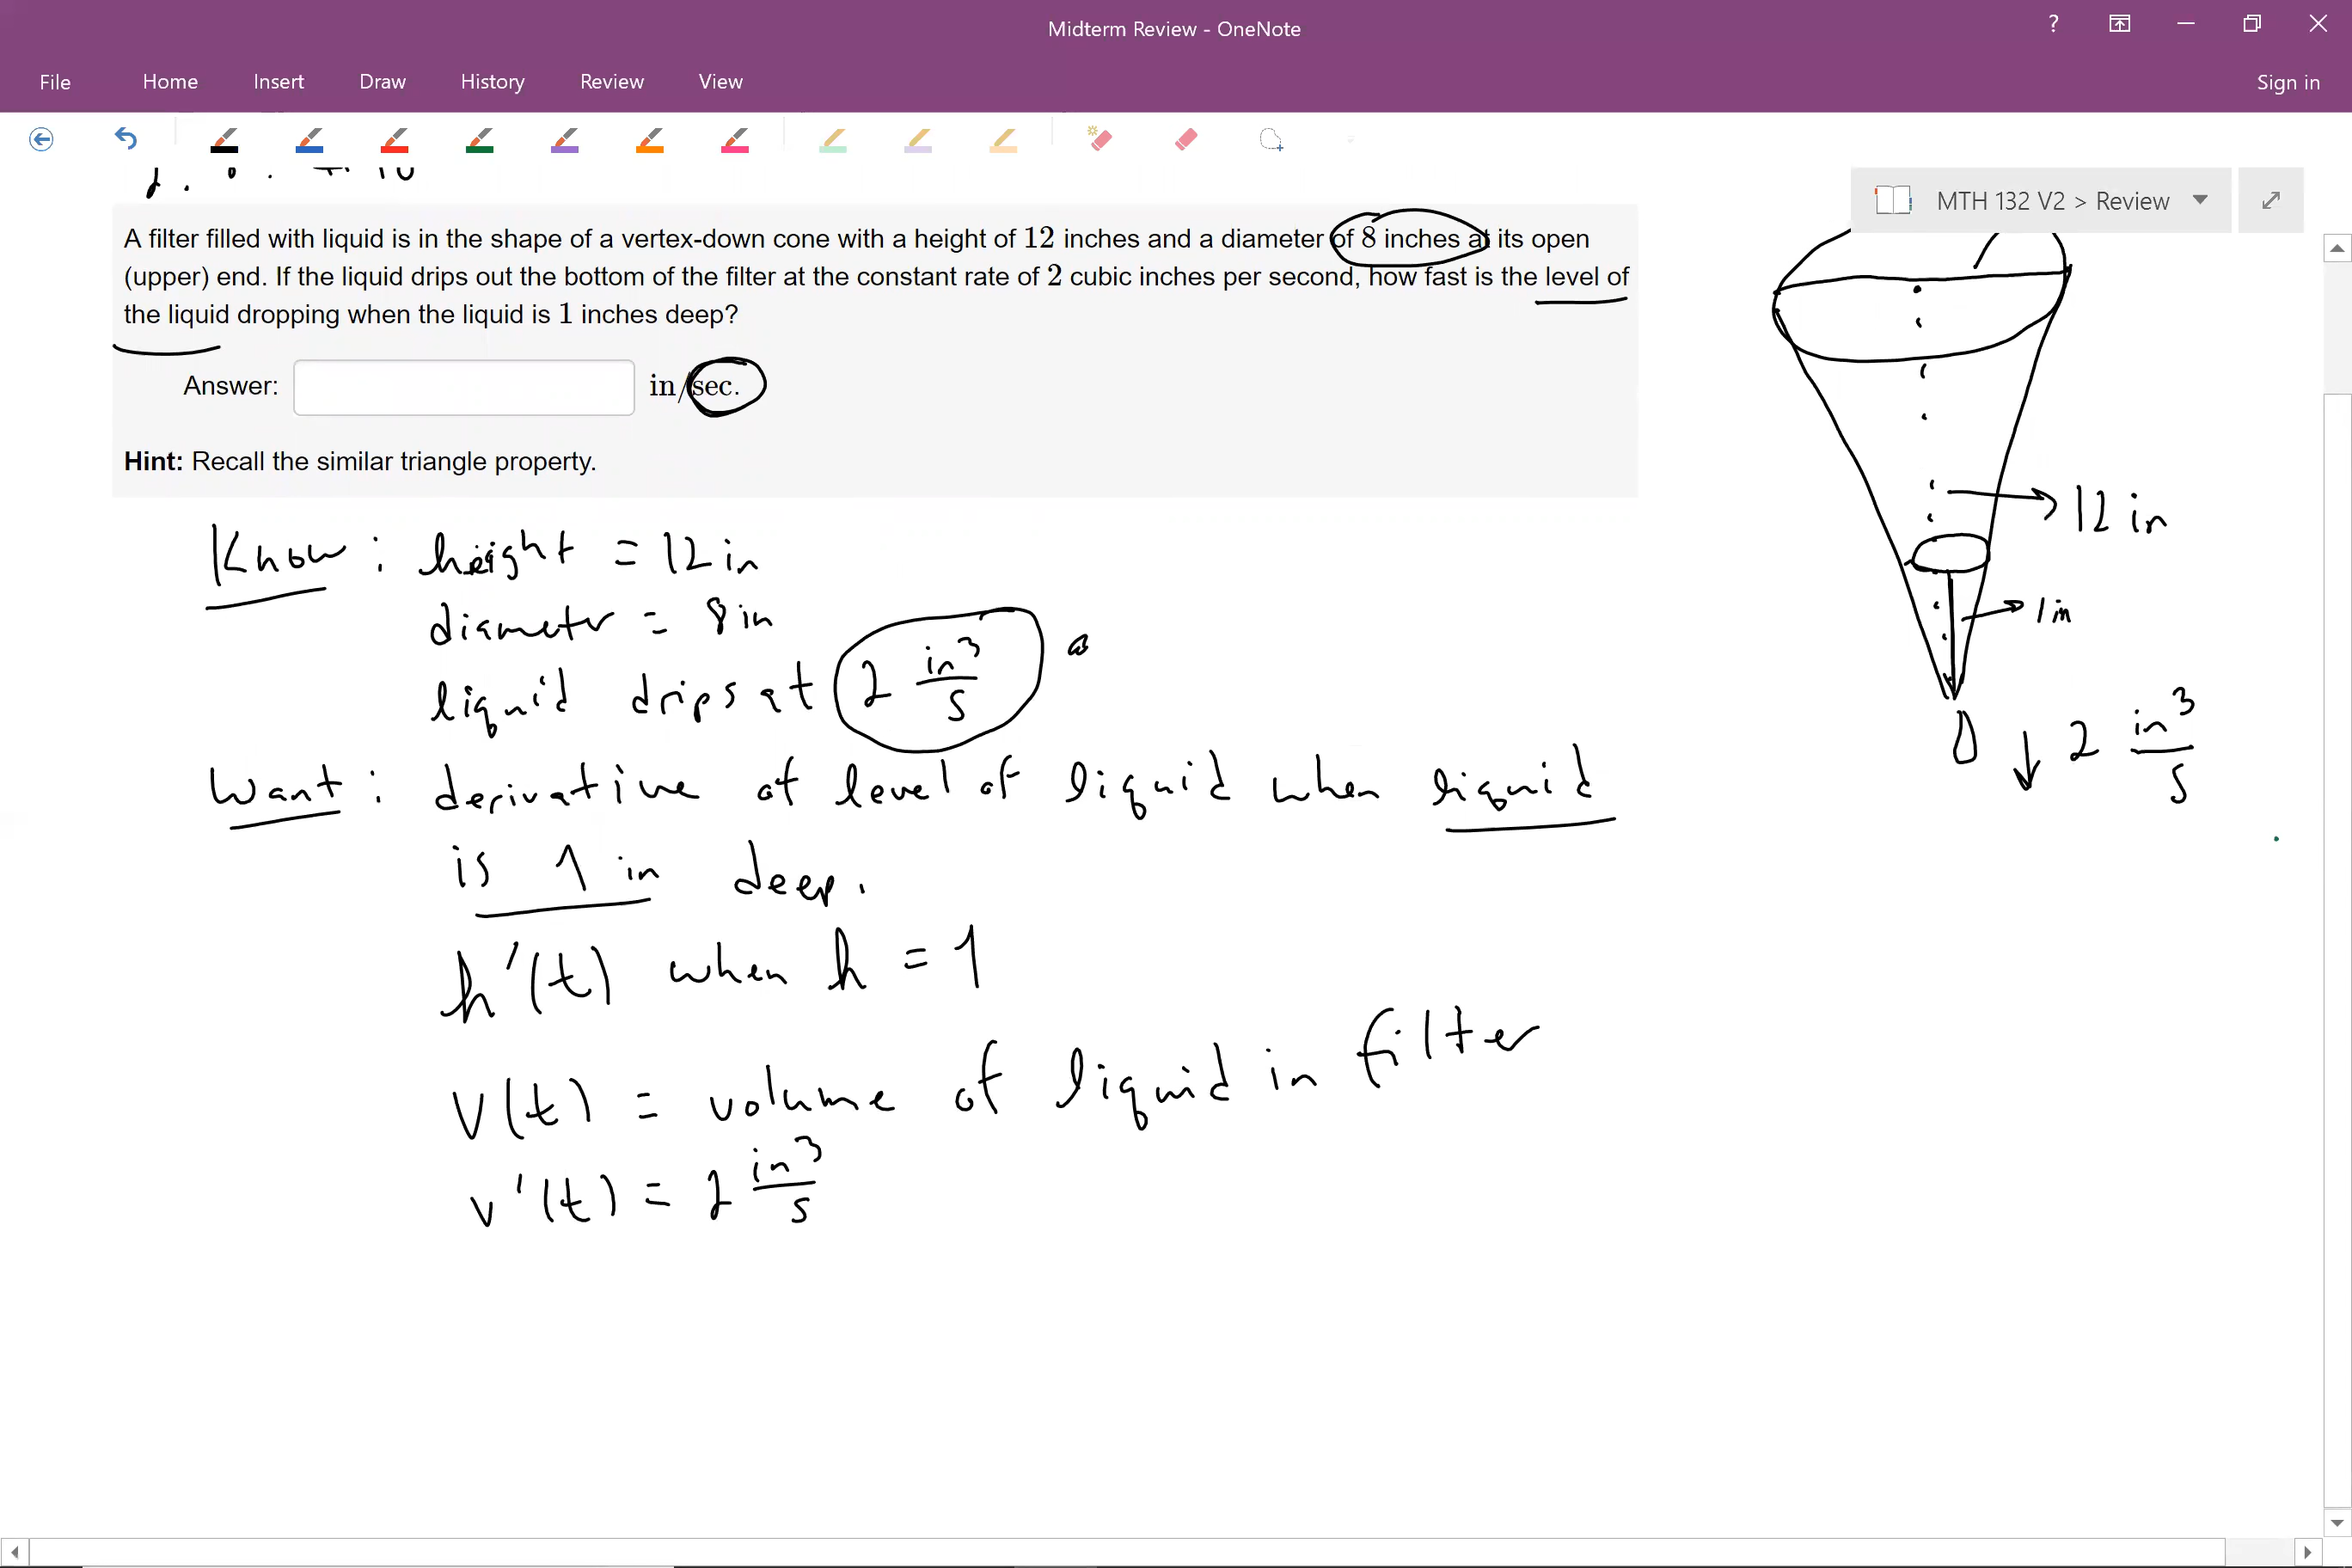 Midterm Review - OneNote
?
File Home Insert Draw History Review View Sign in
MTH 132 V2 > Review
A filter filled with liquid is in the shape of a vertex-down cone with a height of 12 inches and a diameter of 8 inches at its open
(upper) end. If the liquid drips out the bottom of the filter at the constant rate of 2 cubic inches per second, how fast is the level of
the liquid dropping when the liquid is 1 inches deep?
Answer: in/sec.
Hint: Recall the similar triangle property.
12 in
1 in
2 in³/s
Know: height = 12 in
diameter = 8 in
liquid drips at 2 in³/s
Want: derivative of level of liquid when liquid
is 1 in deep.
h'(t) when h = 1
V(t) = volume of liquid in filter
v'(t) = 2 in³/s